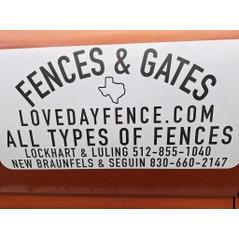 FENCES & GATES
LOVEDAYFENCE.COM
ALL TYPES OF FENCES
LOCKHART & LULING 512-855-1040
NEW BRAUNFELS & SEGUIN 830-660-2147